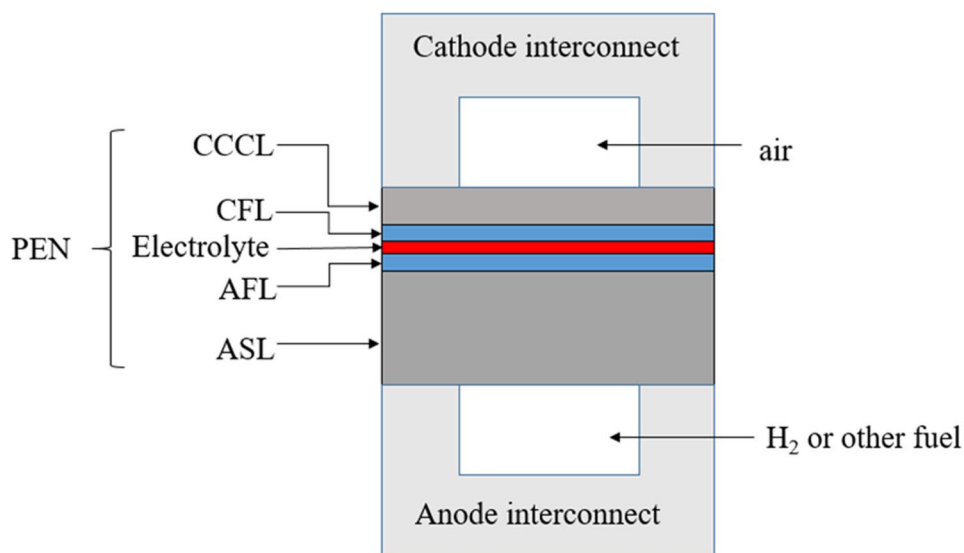 Cathode interconnect
air
CCCL
CFL
PEN
Electrolyte
AFL
ASL
H₂ or other fuel
Anode interconnect